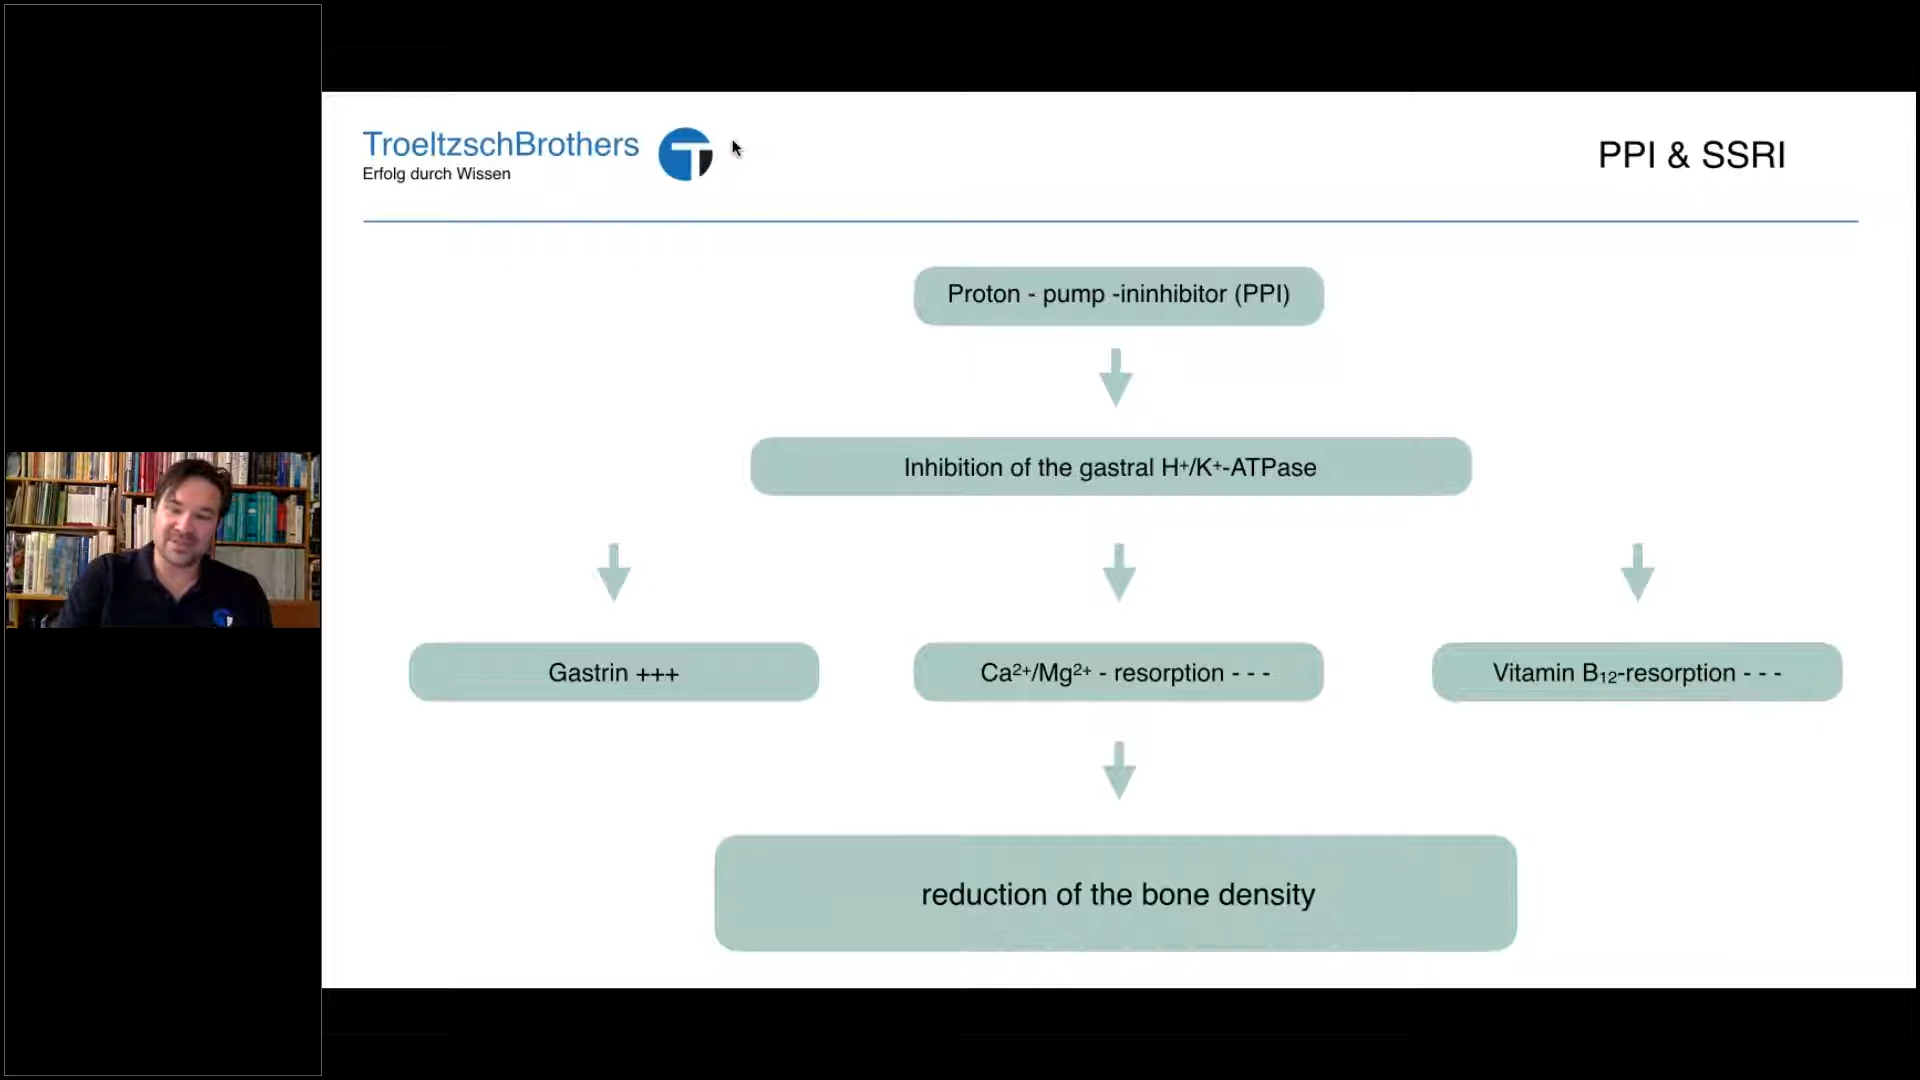 TroeltzschBrothers
Erfolg durch Wissen
PPI & SSRI
Proton - pump -ininhibitor (PPI)
Inhibition of the gastral H⁺/K⁺-ATPase
Gastrin +++
Ca²⁺/Mg²⁺ - resorption - - -
Vitamin B₁₂-resorption - - -
reduction of the bone density